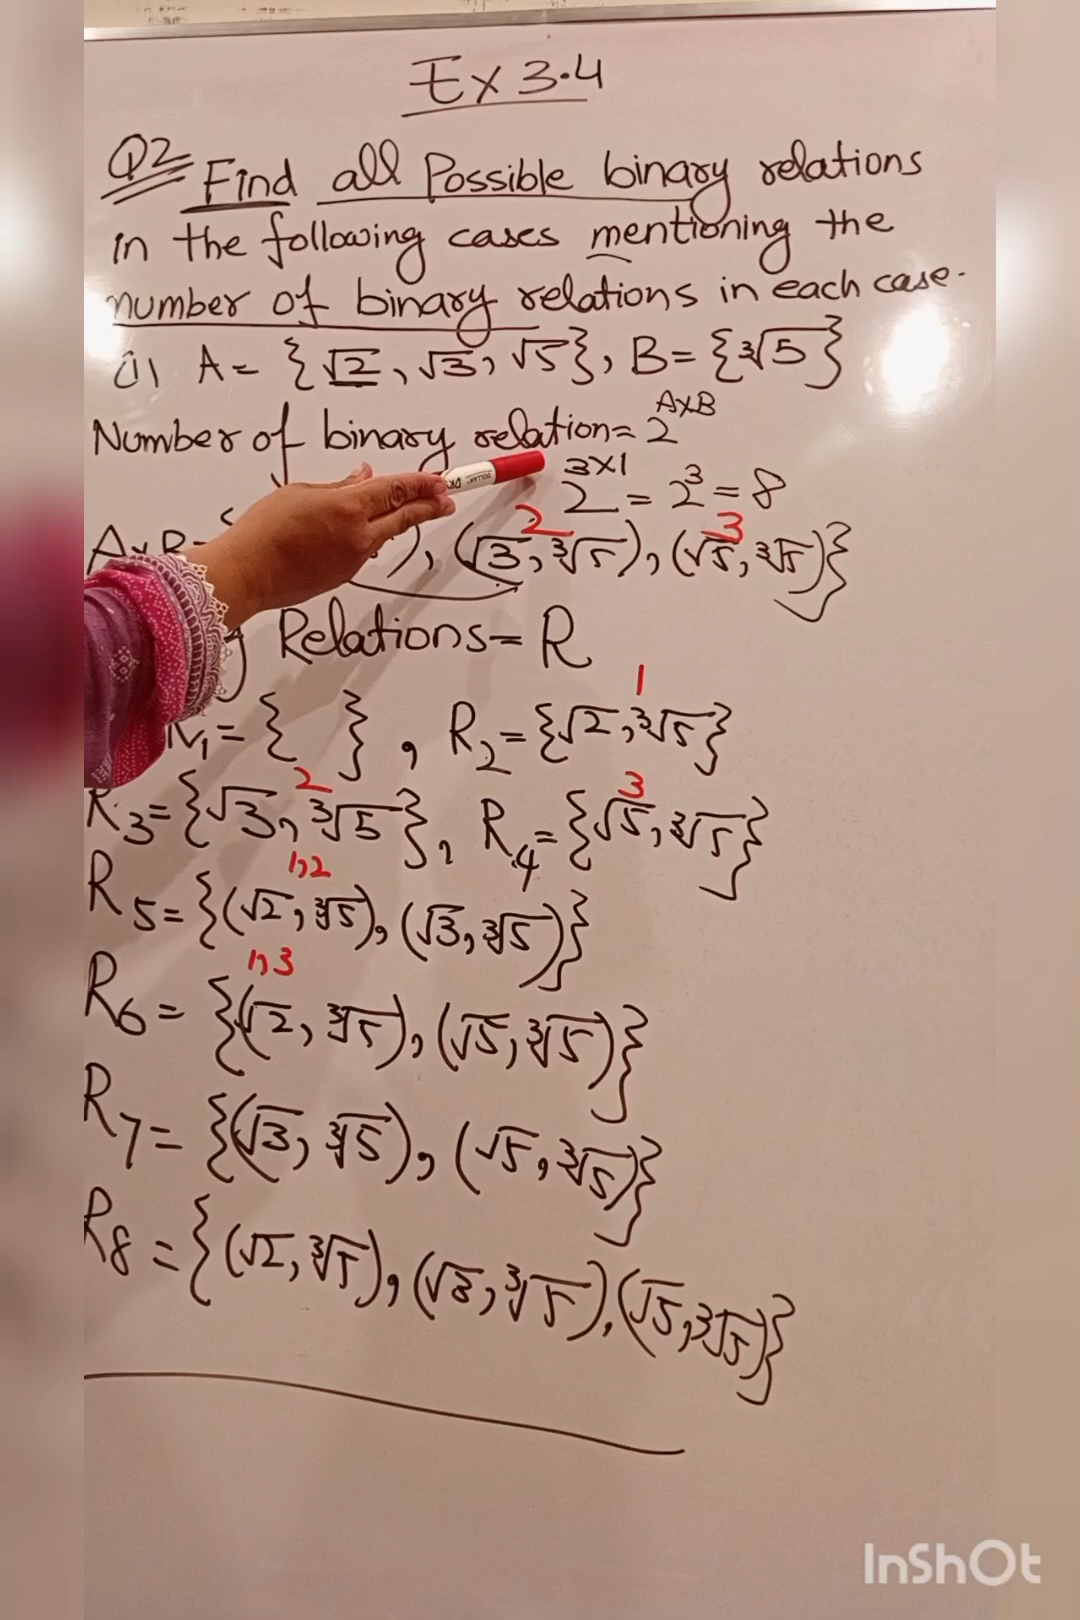 Ex 3.4
Q2 Find all Possible binary relations
in the following cases mentioning the
number of binary relations in each case.
(i) A = {√2, √3, √5}, B = {∛5}
Number of binary relation = 2^(A×B)
2^(3×1) = 2^3 = 8
2 3
A×B = { ), (√3, ∛5), (√5, ∛5)}
Relations = R
1
R1 = { }, R2 = {√2, ∛5}
2 3
R3 = {√3, ∛5}, R4 = {√5, ∛5}
1,2
R5 = {(√2, ∛5), (√3, ∛5)}
1,3
R6 = {(√2, ∛5), (√5, ∛5)}
R7 = {(√3, ∛5), (√5, ∛5)}
R8 = {(√2, ∛5), (√3, ∛5), (√5, ∛5)}
InShOt